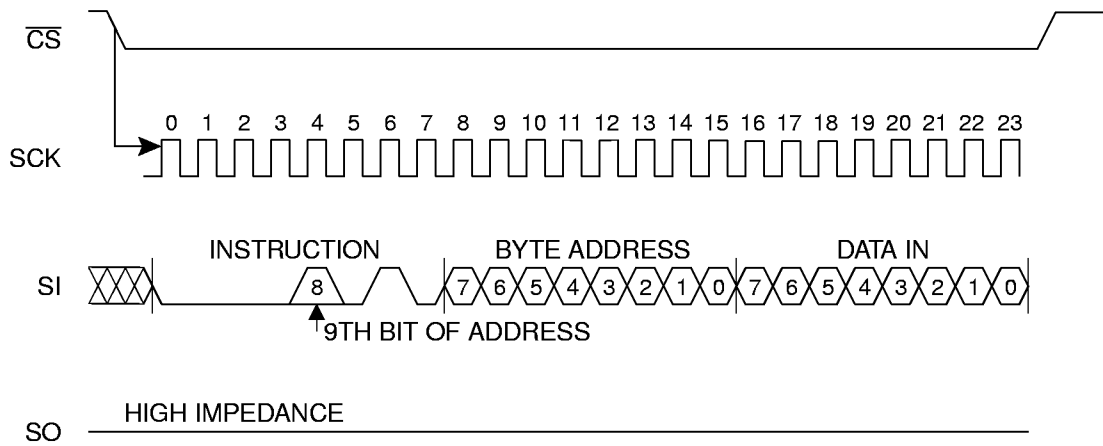 CS
0 1 2 3 4 5 6 7 8 9 10 11 12 13 14 15 16 17 18 19 20 21 22 23
SCK
INSTRUCTION BYTE ADDRESS DATA IN
SI 8 7 6 5 4 3 2 1 0 7 6 5 4 3 2 1 0
9TH BIT OF ADDRESS
HIGH IMPEDANCE
SO